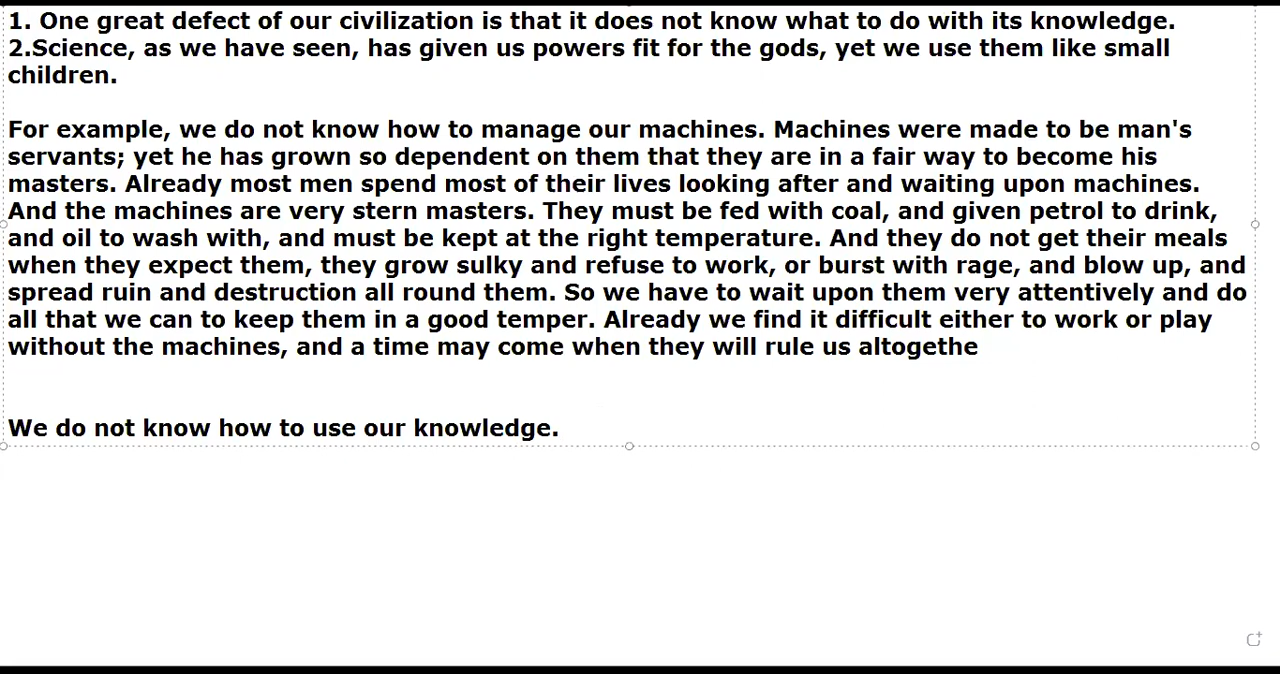 1. One great defect of our civilization is that it does not know what to do with its knowledge.
2.Science, as we have seen, has given us powers fit for the gods, yet we use them like small
children.
For example, we do not know how to manage our machines. Machines were made to be man's
servants; yet he has grown so dependent on them that they are in a fair way to become his
masters. Already most men spend most of their lives looking after and waiting upon machines.
And the machines are very stern masters. They must be fed with coal, and given petrol to drink,
and oil to wash with, and must be kept at the right temperature. And they do not get their meals
when they expect them, they grow sulky and refuse to work, or burst with rage, and blow up, and
spread ruin and destruction all round them. So we have to wait upon them very attentively and do
all that we can to keep them in a good temper. Already we find it difficult either to work or play
without the machines, and a time may come when they will rule us altogethe
We do not know how to use our knowledge.